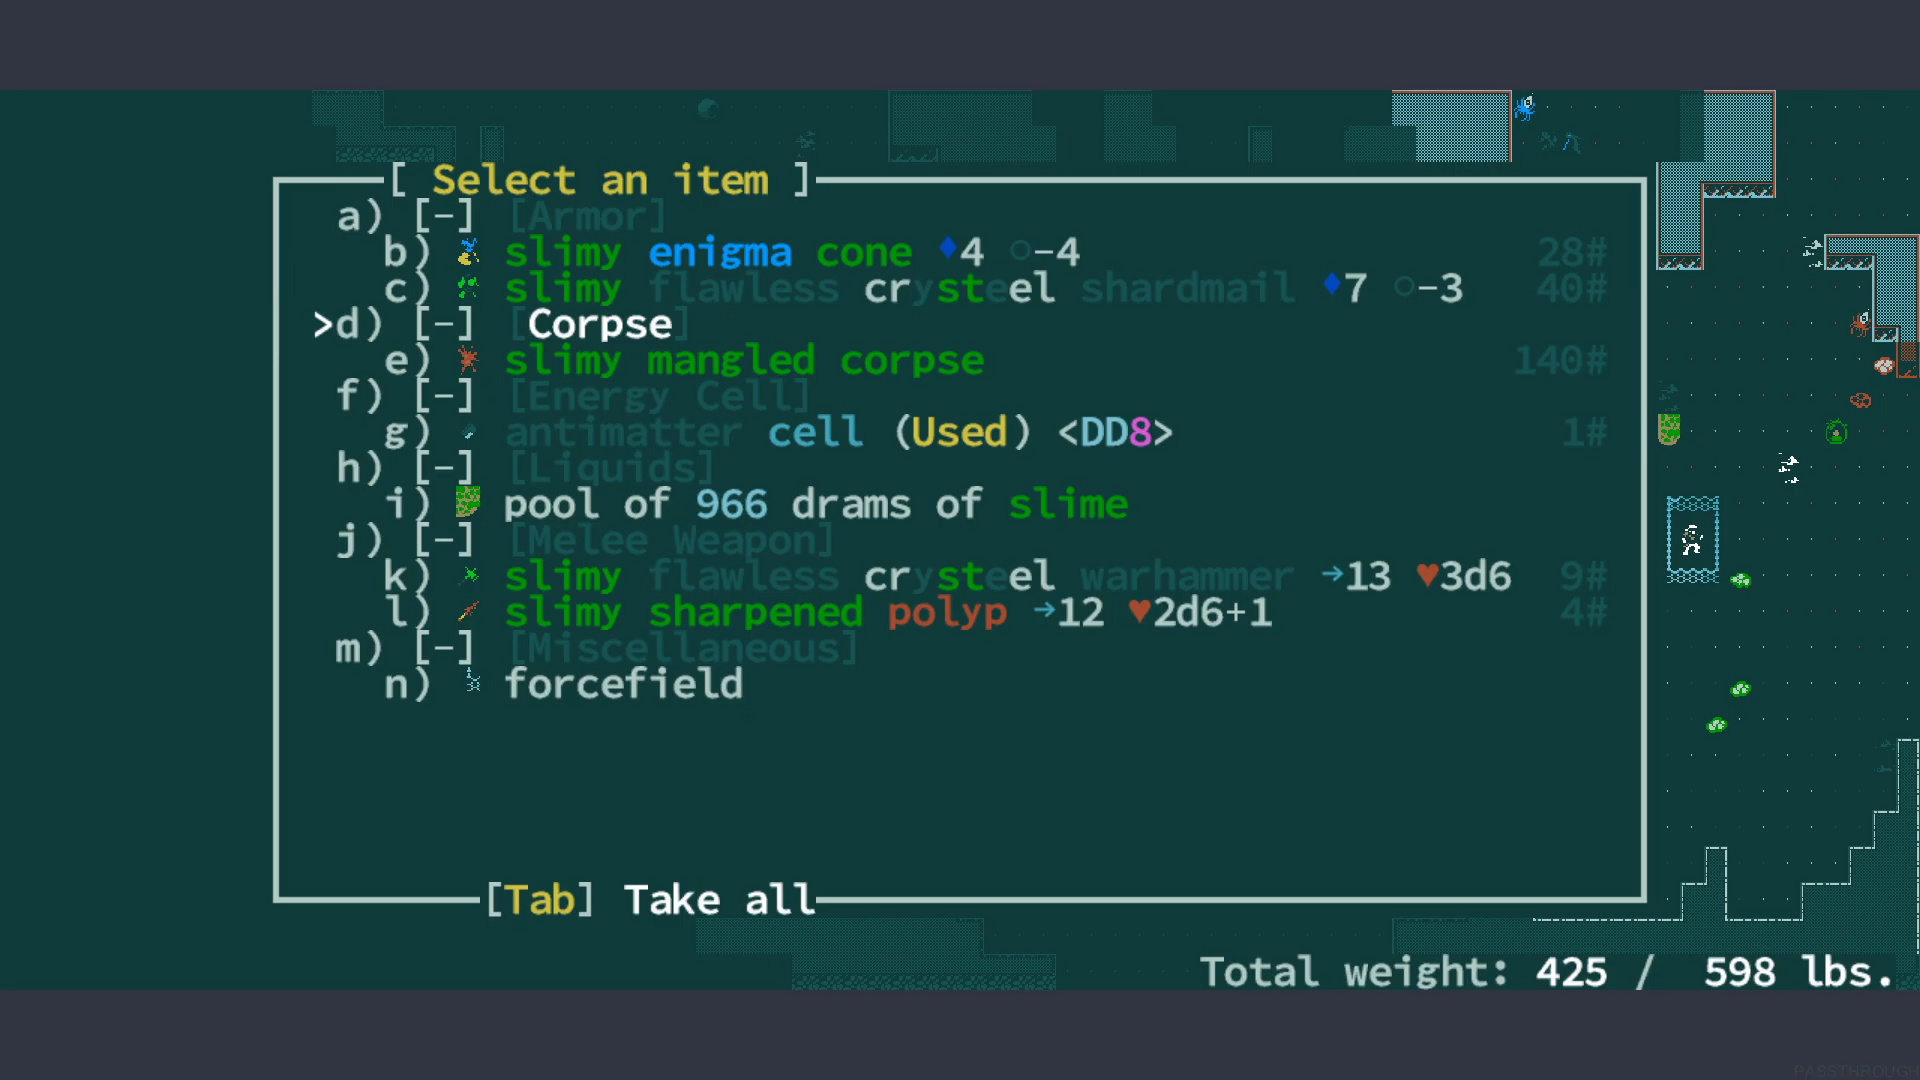 [ Select an item ]
a) [-] [Armor]
b) slimy enigma cone ♦4 ○-4 28#
c) slimy flawless crysteel shardmail ♦7 ○-3 40#
>d) [-] [Corpse]
e) slimy mangled corpse 140#
f) [-] [Energy Cell]
g) antimatter cell (Used) <DD8> 1#
h) [-] [Liquids]
i) pool of 966 drams of slime
j) [-] [Melee Weapon]
k) slimy flawless crysteel warhammer →13 ♥3d6 9#
l) slimy sharpened polyp →12 ♥2d6+1 4#
m) [-] [Miscellaneous]
n) forcefield
[Tab] Take all
Total weight: 425 / 598 lbs.
PASSTHROUGH